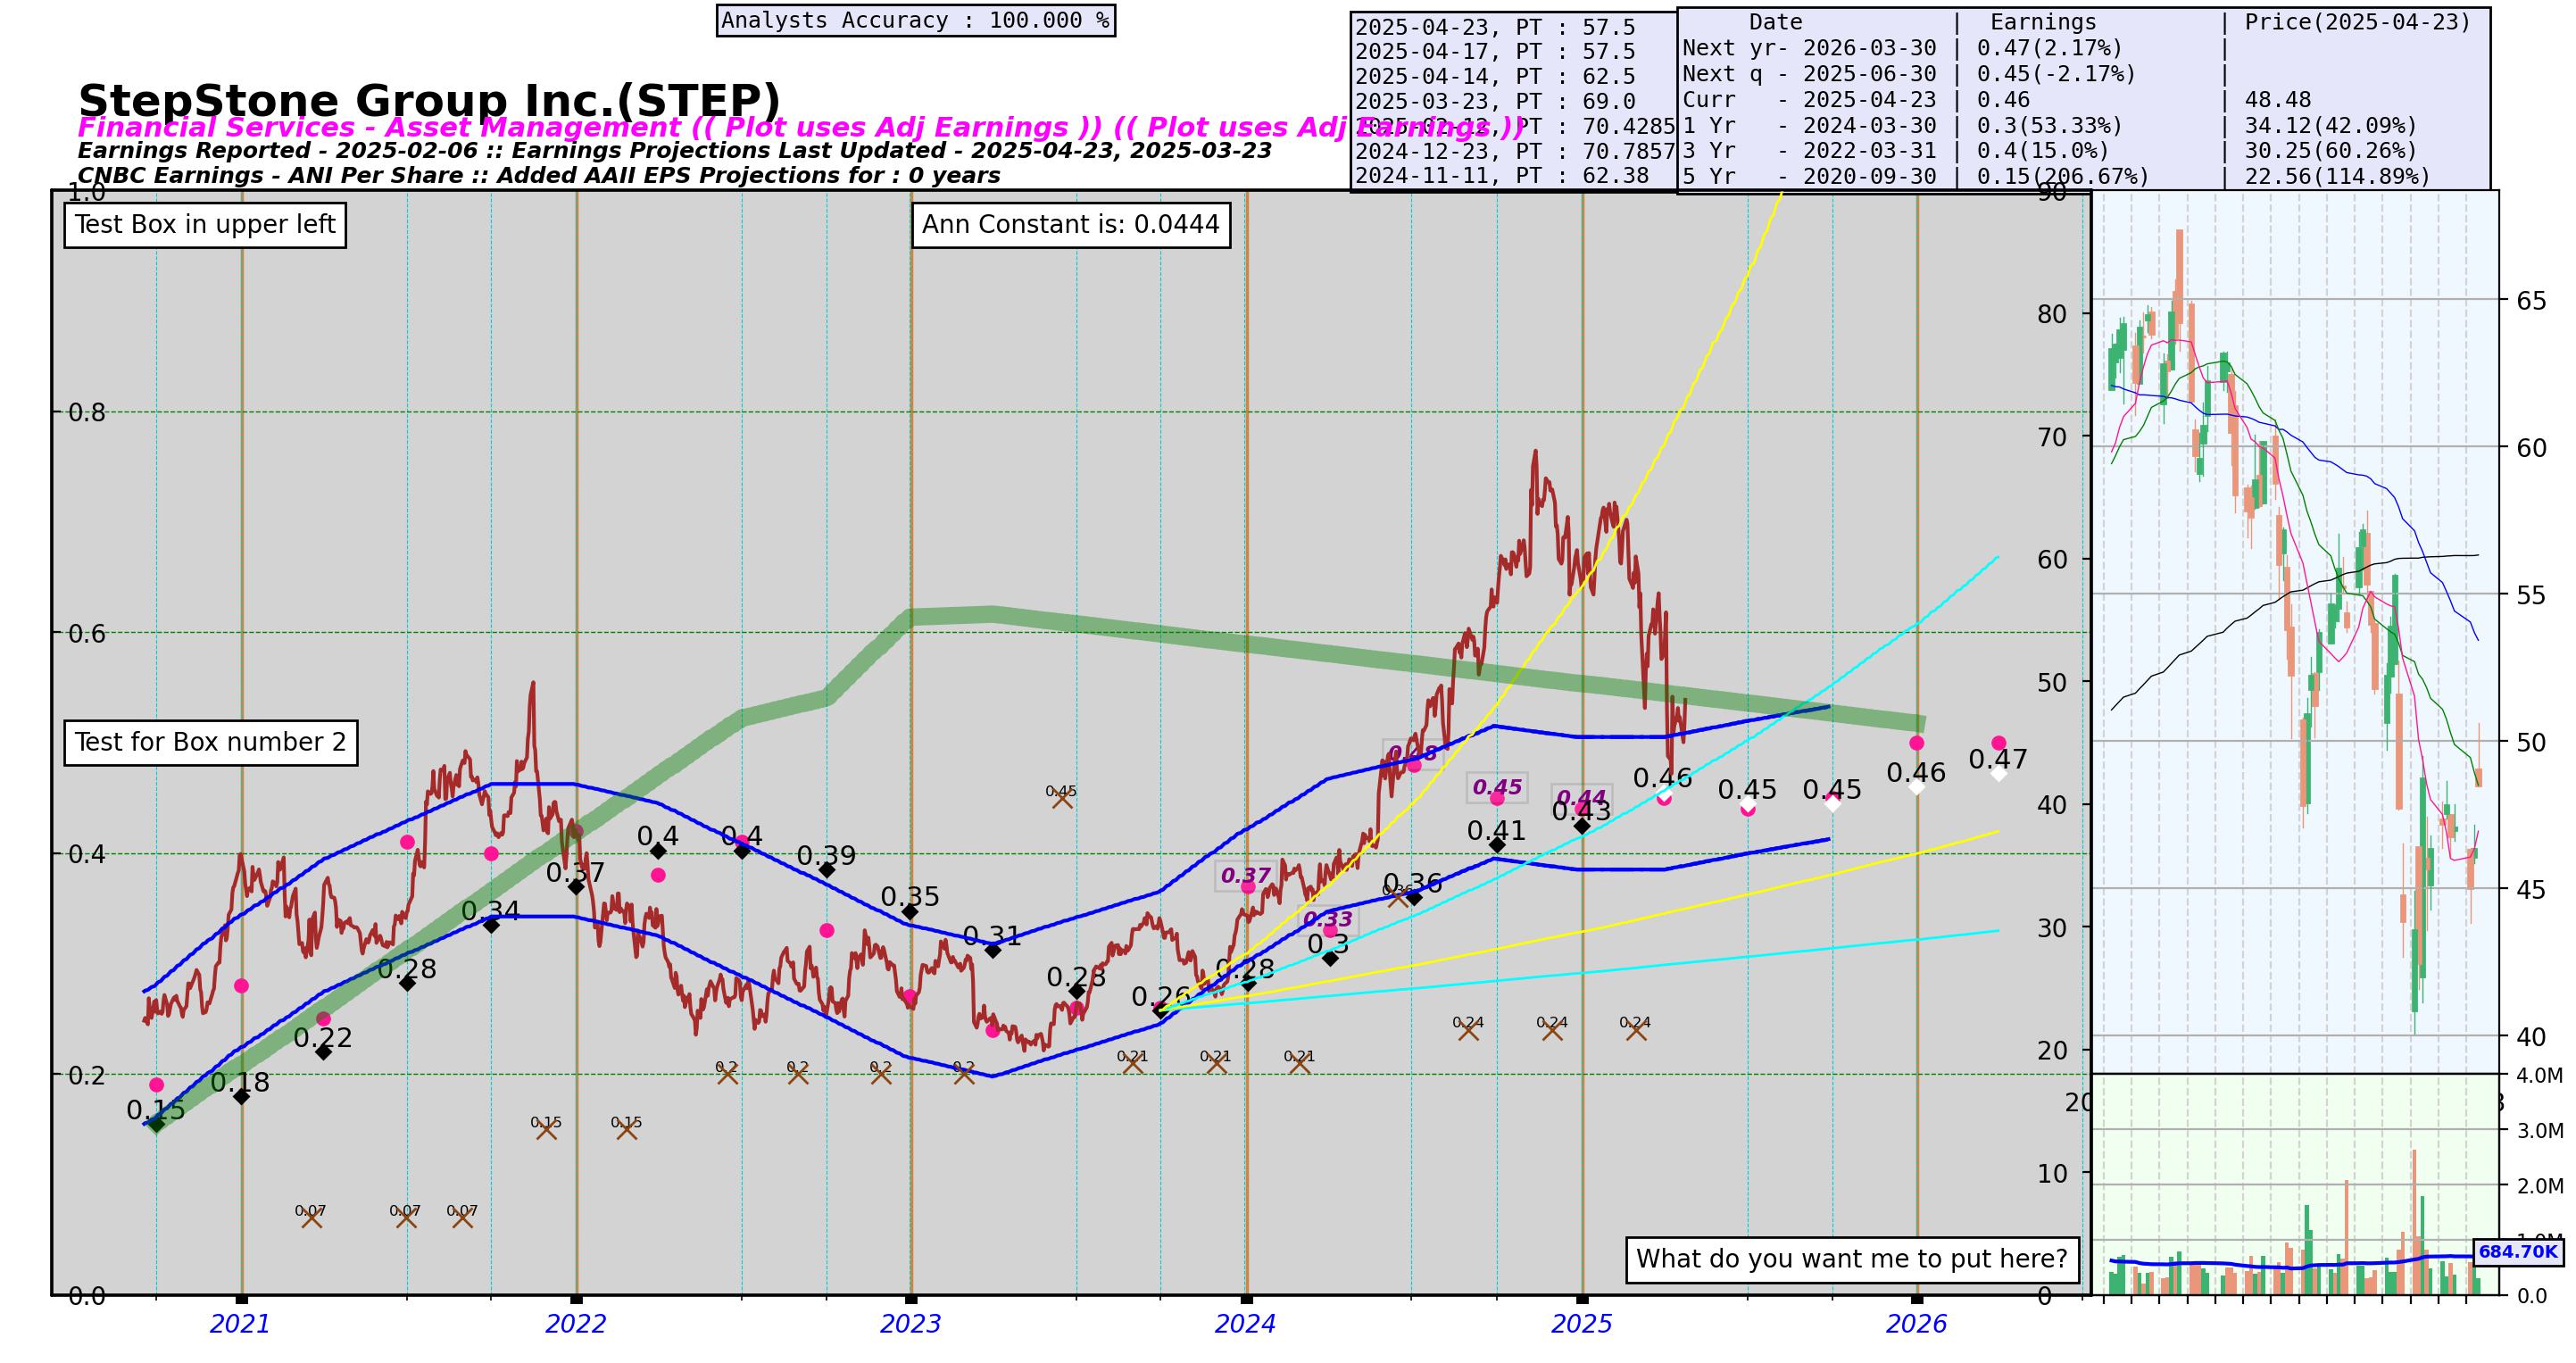 Analysts Accuracy : 100.000 %
2025-04-23, PT : 57.5
2025-04-17, PT : 57.5
2025-04-14, PT : 62.5
2025-03-23, PT : 69.0
2025-02-12, PT : 70.4285
2024-12-23, PT : 70.7857
2024-11-11, PT : 62.38
Date | Earnings | Price(2025-04-23)
Next yr- 2026-03-30 | 0.47(2.17%) |
Next q - 2025-06-30 | 0.45(-2.17%) |
Curr - 2025-04-23 | 0.46 | 48.48
1 Yr - 2024-03-30 | 0.3(53.33%) | 34.12(42.09%)
3 Yr - 2022-03-31 | 0.4(15.0%) | 30.25(60.26%)
5 Yr - 2020-09-30 | 0.15(206.67%) | 22.56(114.89%)
StepStone Group Inc.(STEP)
Financial Services - Asset Management (( Plot uses Adj Earnings )) (( Plot uses Adj Earnings ))
Earnings Reported - 2025-02-06 :: Earnings Projections Last Updated - 2025-04-23, 2025-03-23
CNBC Earnings - ANI Per Share :: Added AAII EPS Projections for : 0 years
Test Box in upper left
Ann Constant is: 0.0444
Test for Box number 2
What do you want me to put here?
1.0
0.8
0.6
0.4
0.2
0.0
0.15
0.18
0.22
0.28
0.34
0.37
0.4
0.4
0.39
0.35
0.31
0.28
0.26
0.28
0.3
0.36
0.41
0.43
0.46
0.45
0.45
0.46
0.47
0.37
0.33
0.48
0.45
0.44
0.07
0.07
0.07
0.15
0.15
0.2
0.2
0.2
0.2
0.45
0.21
0.21
0.21
0.36
0.24
0.24
0.24
90
80
70
60
50
40
30
20
10
0
2021
2022
2023
2024
2025
2026
65
60
55
50
45
40
4.0M
3.0M
2.0M
1.0M
684.70K
0.0